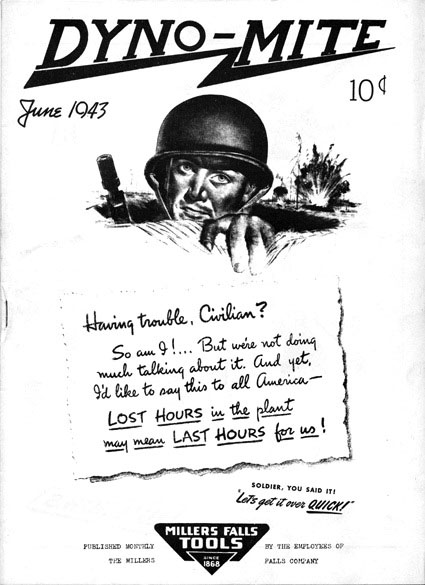 DYNO-MITE
June 1943
10¢
Having trouble, Civilian?
So am I!... But we're not doing
much talking about it. And yet,
I'd like to say this to all America—
LOST HOURS in the plant
may mean LAST HOURS for us!
SOLDIER, YOU SAID IT!
"Let's get it over QUICK!"
MILLERS FALLS
TOOLS
SINCE
1868
PUBLISHED MONTHLY BY THE EMPLOYEES OF
THE MILLERS FALLS COMPANY